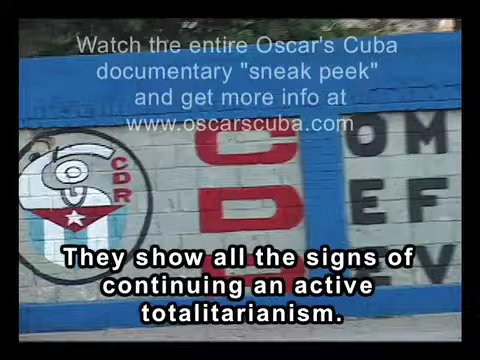 Watch the entire Oscar's Cuba
documentary "sneak peek"
and get more info at
www.oscarscuba.com
CDR
C
D
O M
E F
E V
They show all the signs of
continuing an active
totalitarianism.